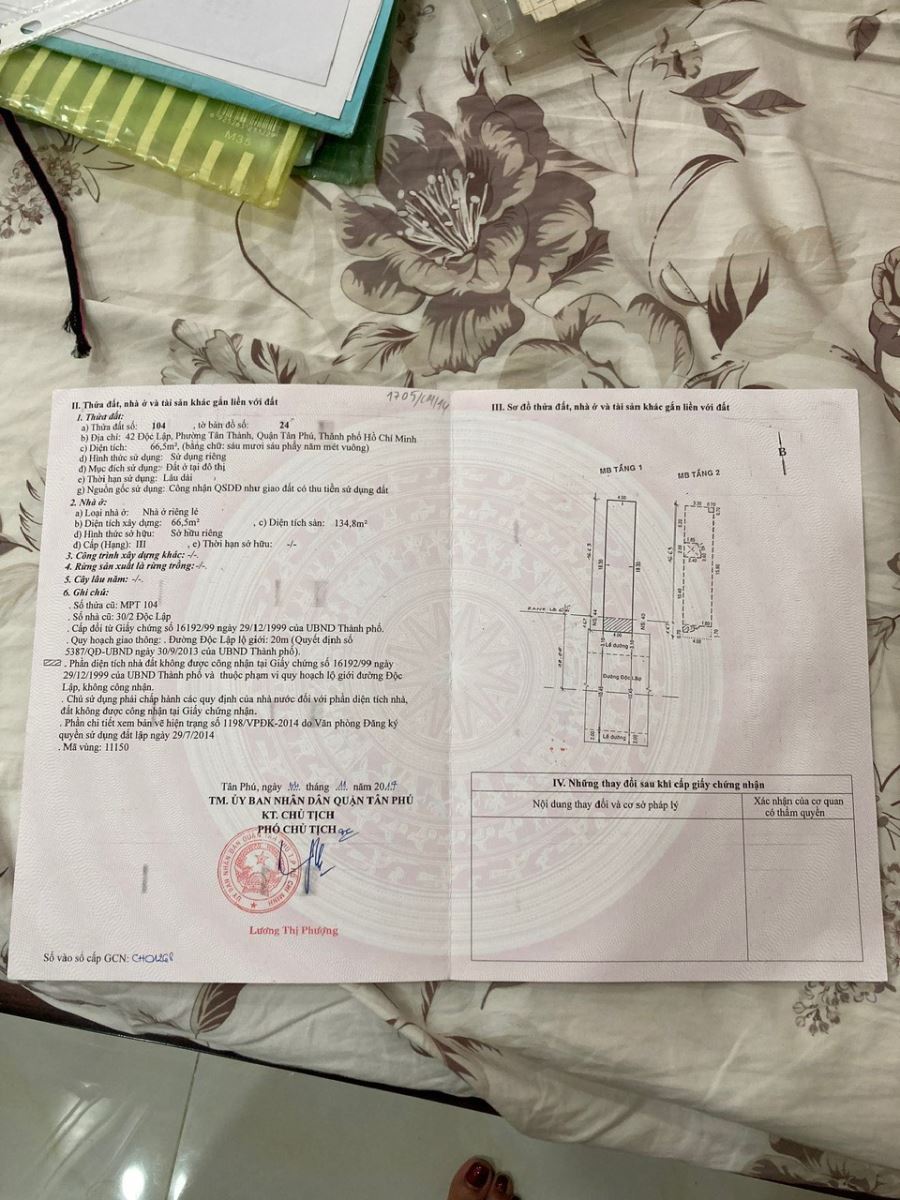 M35
1705/CM/14
II. Thửa đất, nhà ở và tài sản khác gắn liền với đất
1. Thửa đất:
a) Thửa đất số: 104 , tờ bản đồ số: 24
b) Địa chỉ: 42 Độc Lập, Phường Tân Thành, Quận Tân Phú, Thành phố Hồ Chí Minh
c) Diện tích: 66,5m², (bằng chữ: sáu mươi sáu phẩy năm mét vuông)
d) Hình thức sử dụng: Sử dụng riêng
đ) Mục đích sử dụng: Đất ở tại đô thị
e) Thời hạn sử dụng: Lâu dài
g) Nguồn gốc sử dụng: Công nhận QSDĐ như giao đất có thu tiền sử dụng đất
2. Nhà ở:
a) Loại nhà ở: Nhà ở riêng lẻ
b) Diện tích xây dựng: 66,5m² , c) Diện tích sàn: 134,8m²
d) Hình thức sở hữu: Sở hữu riêng
đ) Cấp (Hạng): III , e) Thời hạn sở hữu: -/-
3. Công trình xây dựng khác: -/-.
4. Rừng sản xuất là rừng trồng: -/-.
5. Cây lâu năm: -/-.
6. Ghi chú:
. Số thửa cũ: MPT 104
. Số nhà cũ: 30/2 Độc Lập
. Cấp đổi từ Giấy chứng số 16192/99 ngày 29/12/1999 của UBND Thành phố.
. Quy hoạch giao thông: . Đường Độc Lập lộ giới: 20m (Quyết định số
5387/QĐ-UBND ngày 30/9/2013 của UBND Thành phố).
. Phần diện tích nhà đất không được công nhận tại Giấy chứng số 16192/99 ngày
29/12/1999 của UBND Thành phố và thuộc phạm vi quy hoạch lộ giới đường Độc
Lập, không công nhận.
. Chủ sử dụng phải chấp hành các quy định của nhà nước đối với phần diện tích nhà,
đất không được công nhận tại Giấy chứng nhận.
. Phần chi tiết xem bản vẽ hiện trạng số 1198/VPĐK-2014 do Văn phòng Đăng ký
quyền sử dụng đất lập ngày 29/7/2014
. Mã vùng: 11150
Tân Phú, ngày tháng 11 năm 2014
TM. ỦY BAN NHÂN DÂN QUẬN TÂN PHÚ
KT. CHỦ TỊCH
PHÓ CHỦ TỊCH
Lương Thị Phượng
Số vào sổ cấp GCN:
III. Sơ đồ thửa đất, nhà ở và tài sản khác gắn liền với đất
B
MB TẦNG 1
MB TẦNG 2
4.00
18.30
18.30
4.00
Lề đường
Đường Độc Lập
Lề đường
IV. Những thay đổi sau khi cấp giấy chứng nhận
Nội dung thay đổi và cơ sở pháp lý
Xác nhận của cơ quan
có thẩm quyền